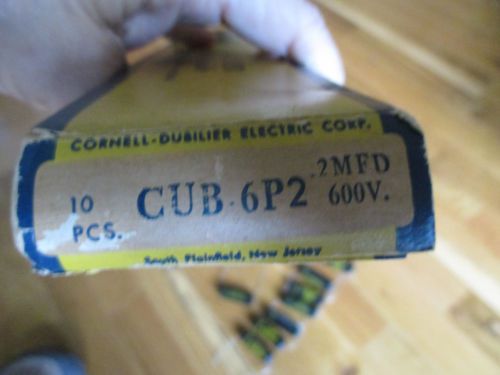 CORNELL-DUBILIER ELECTRIC CORP.
10 PCS.
CUB 6P2
.2MFD
600V.
South Plainfield, New Jersey